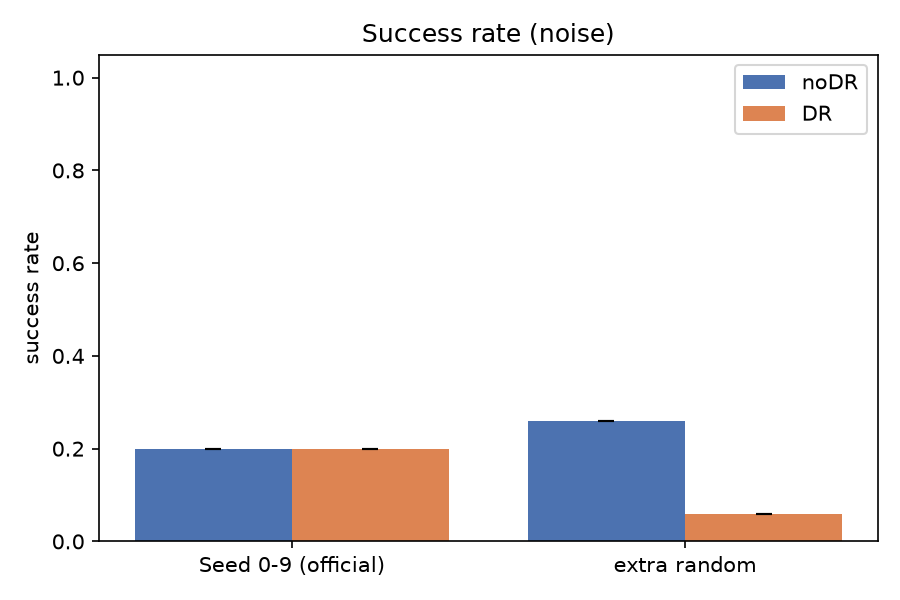 Success rate (noise)
noDR
DR
success rate
1.0
0.8
0.6
0.4
0.2
0.0
Seed 0-9 (official)
extra random